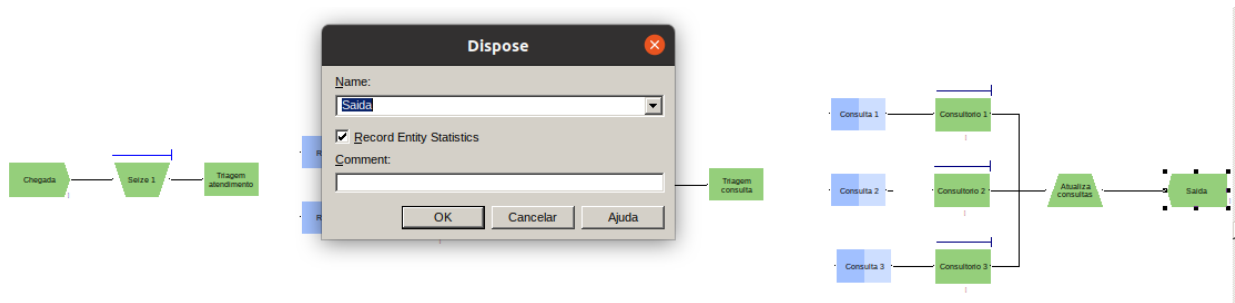 Dispose
Name:
Saida
Record Entity Statistics
Comment:
OK
Cancelar
Ajuda
Chegada
Seize 1
Triagem
atendimento
R
R
Triagem
consulta
Consulta 1
Consultorio 1
Consulta 2
Consultorio 2
Atualiza
consultas
Saida
Consulta 3
Consultorio 3